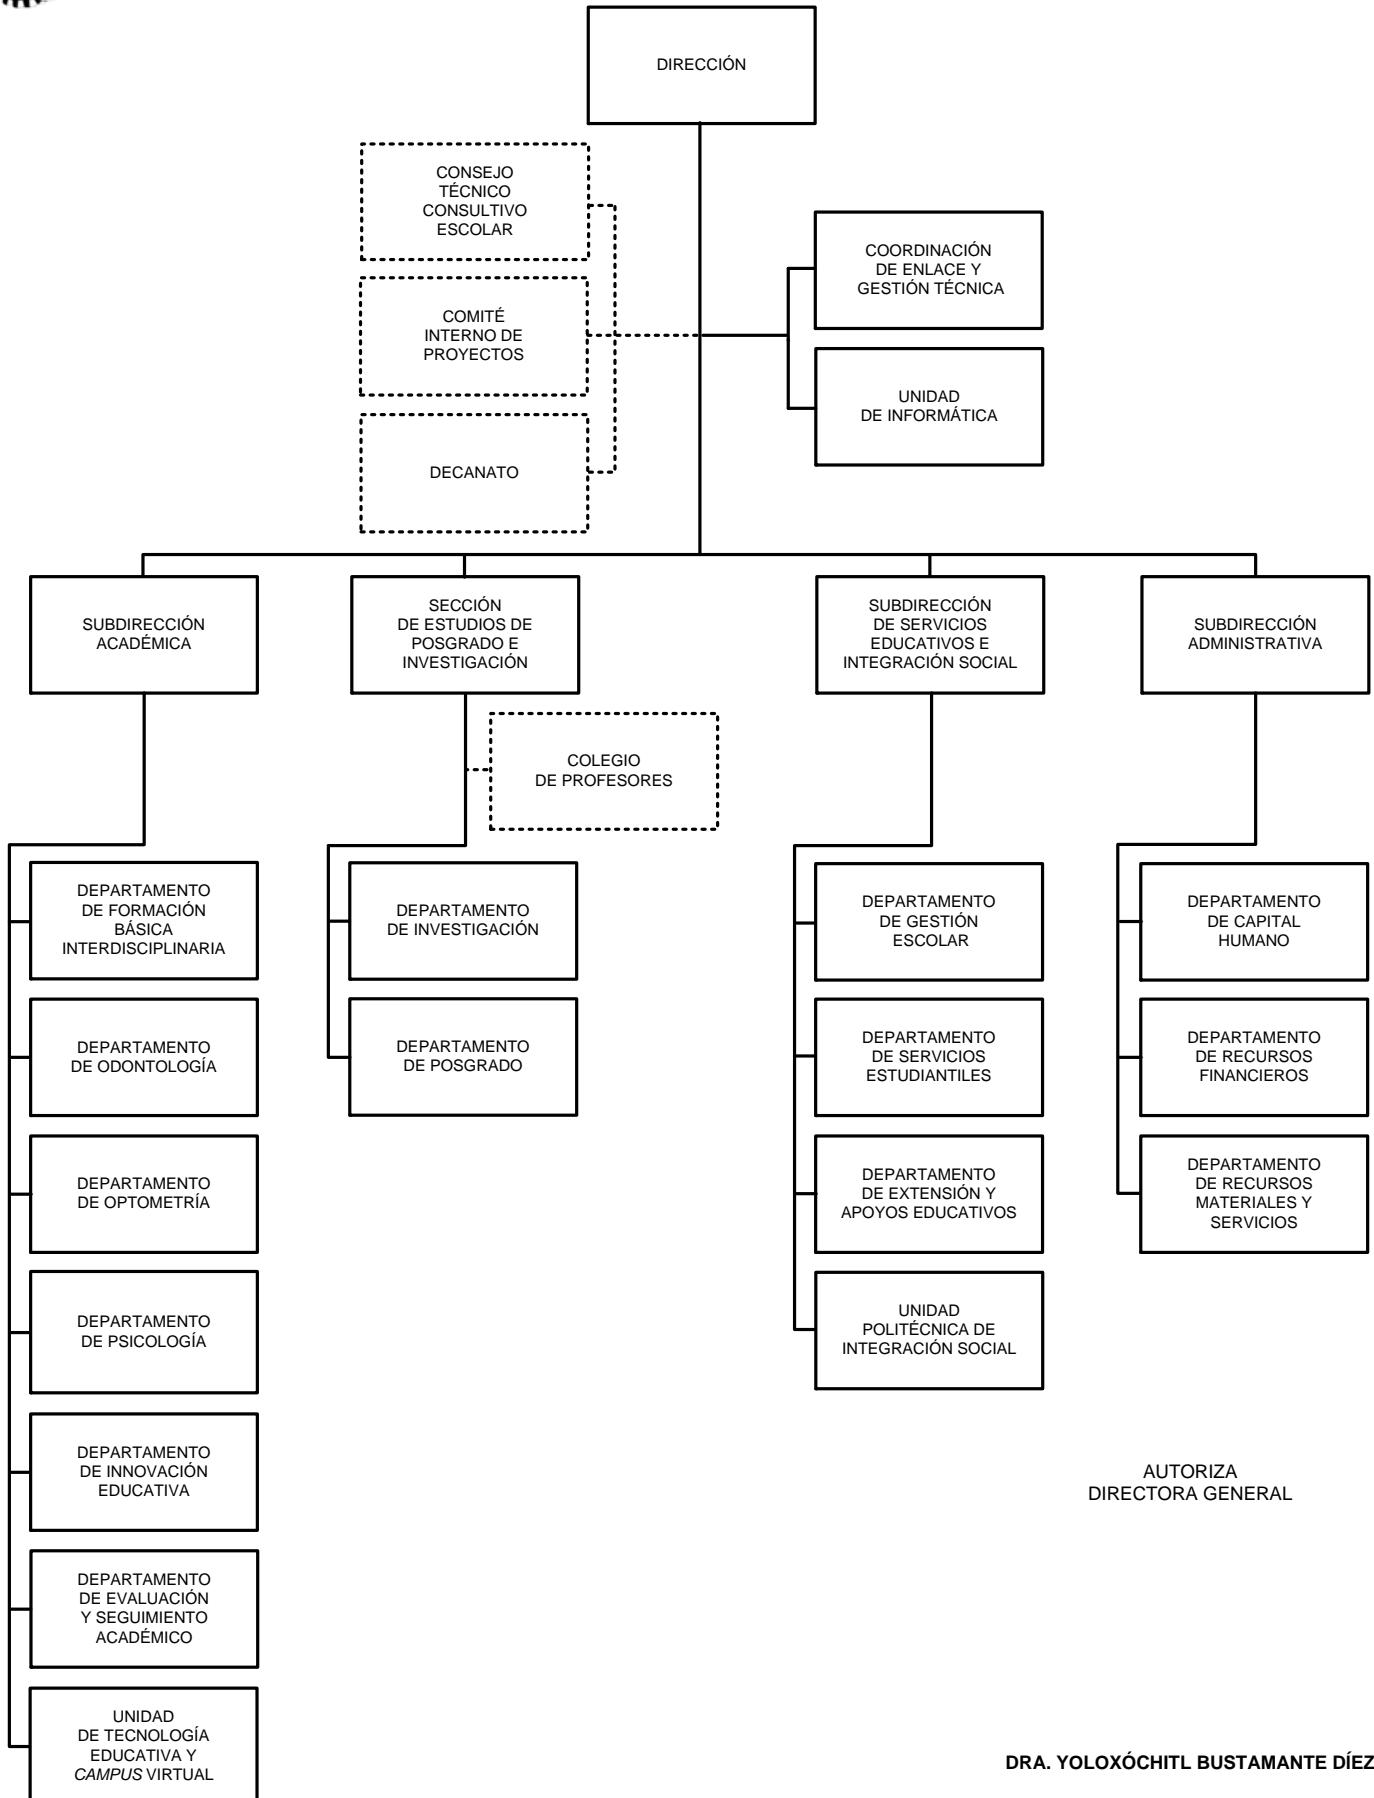 DIRECCIÓN
CONSEJO
TÉCNICO
CONSULTIVO
ESCOLAR
COORDINACIÓN
DE ENLACE Y
GESTIÓN TÉCNICA
COMITÉ
INTERNO DE
PROYECTOS
UNIDAD
DE INFORMÁTICA
DECANATO
SUBDIRECCIÓN
ACADÉMICA
SECCIÓN
DE ESTUDIOS DE
POSGRADO E
INVESTIGACIÓN
SUBDIRECCIÓN
DE SERVICIOS
EDUCATIVOS E
INTEGRACIÓN SOCIAL
SUBDIRECCIÓN
ADMINISTRATIVA
COLEGIO
DE PROFESORES
DEPARTAMENTO
DE FORMACIÓN
BÁSICA
INTERDISCIPLINARIA
DEPARTAMENTO
DE INVESTIGACIÓN
DEPARTAMENTO
DE GESTIÓN
ESCOLAR
DEPARTAMENTO
DE CAPITAL
HUMANO
DEPARTAMENTO
DE ODONTOLOGÍA
DEPARTAMENTO
DE POSGRADO
DEPARTAMENTO
DE SERVICIOS
ESTUDIANTILES
DEPARTAMENTO
DE RECURSOS
FINANCIEROS
DEPARTAMENTO
DE OPTOMETRÍA
DEPARTAMENTO
DE EXTENSIÓN Y
APOYOS EDUCATIVOS
DEPARTAMENTO
DE RECURSOS
MATERIALES Y
SERVICIOS
DEPARTAMENTO
DE PSICOLOGÍA
UNIDAD
POLITÉCNICA DE
INTEGRACIÓN SOCIAL
DEPARTAMENTO
DE INNOVACIÓN
EDUCATIVA
AUTORIZA
DIRECTORA GENERAL
DEPARTAMENTO
DE EVALUACIÓN
Y SEGUIMIENTO
ACADÉMICO
UNIDAD
DE TECNOLOGÍA
EDUCATIVA Y
CAMPUS VIRTUAL
DRA. YOLOXÓCHITL BUSTAMANTE DÍEZ